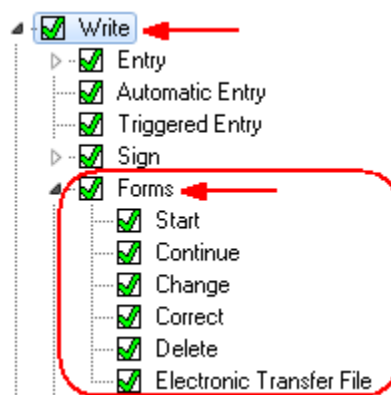 Write
Entry
Automatic Entry
Triggered Entry
Sign
Forms
Start
Continue
Change
Correct
Delete
Electronic Transfer File